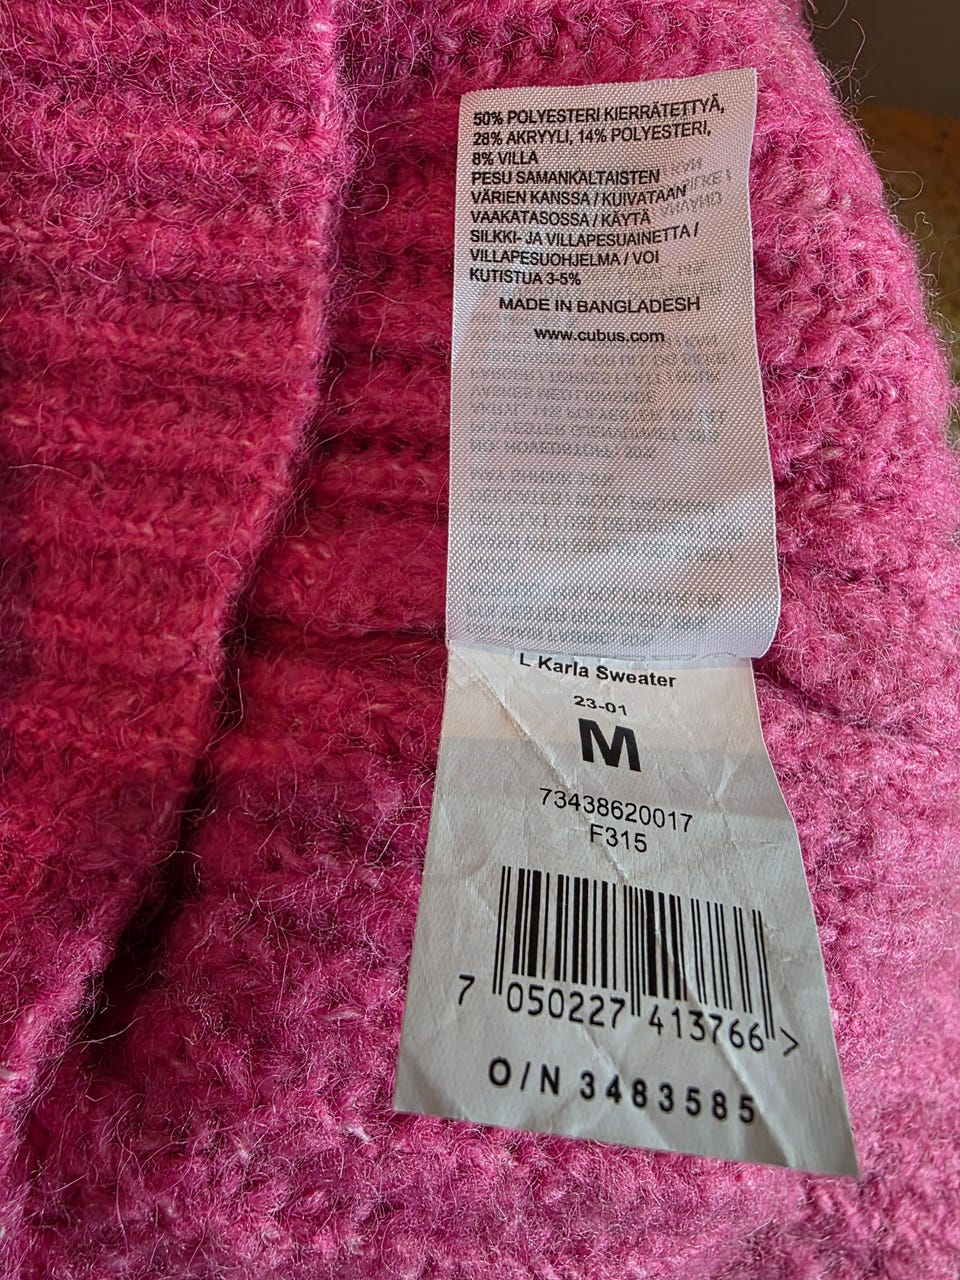 50% POLYESTERI KIERRÄTETTYÄ,
28% AKRYYLI, 14% POLYESTERI,
8% VILLA
PESU SAMANKALTAISTEN
VÄRIEN KANSSA / KUIVATAAN
VAAKATASOSSA / KÄYTÄ
SILKKI- JA VILLAPESUAINETTA /
VILLAPESUOHJELMA / VOI
KUTISTUA 3-5%
MADE IN BANGLADESH
www.cubus.com
L Karla Sweater
23-01
M
73438620017
F315
7 050227 413766 >
O/N 3483585